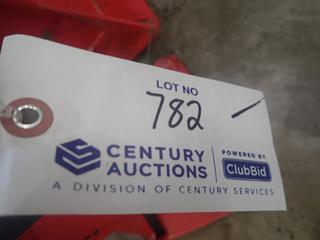 LOT NO
782
CENTURY
AUCTIONS
POWERED BY
ClubBid
A DIVISION OF CENTURY SERVICES